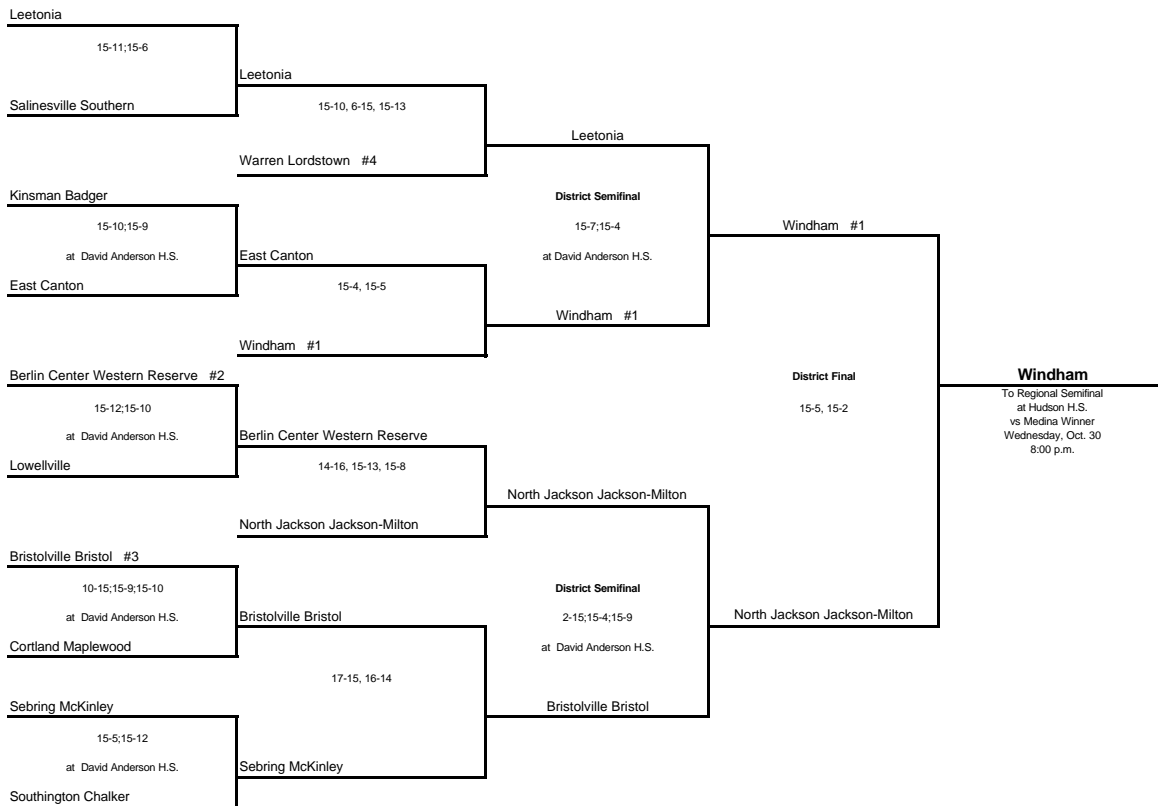 Leetonia
15-11;15-6
Leetonia
Salinesville Southern
15-10, 6-15, 15-13
Leetonia
Warren Lordstown #4
Kinsman Badger
District Semifinal
15-10;15-9
15-7;15-4
Windham #1
at David Anderson H.S.
East Canton
at David Anderson H.S.
East Canton
15-4, 15-5
Windham #1
Windham #1
Berlin Center Western Reserve #2
District Final
Windham
15-12;15-10
15-5, 15-2
To Regional Semifinal
at Hudson H.S.
vs Medina Winner
Wednesday, Oct. 30
8:00 p.m.
at David Anderson H.S.
Berlin Center Western Reserve
Lowellville
14-16, 15-13, 15-8
North Jackson Jackson-Milton
North Jackson Jackson-Milton
Bristolville Bristol #3
10-15;15-9;15-10
District Semifinal
at David Anderson H.S.
Bristolville Bristol
2-15;15-4;15-9
North Jackson Jackson-Milton
Cortland Maplewood
at David Anderson H.S.
17-15, 16-14
Sebring McKinley
Bristolville Bristol
15-5;15-12
at David Anderson H.S.
Sebring McKinley
Southington Chalker